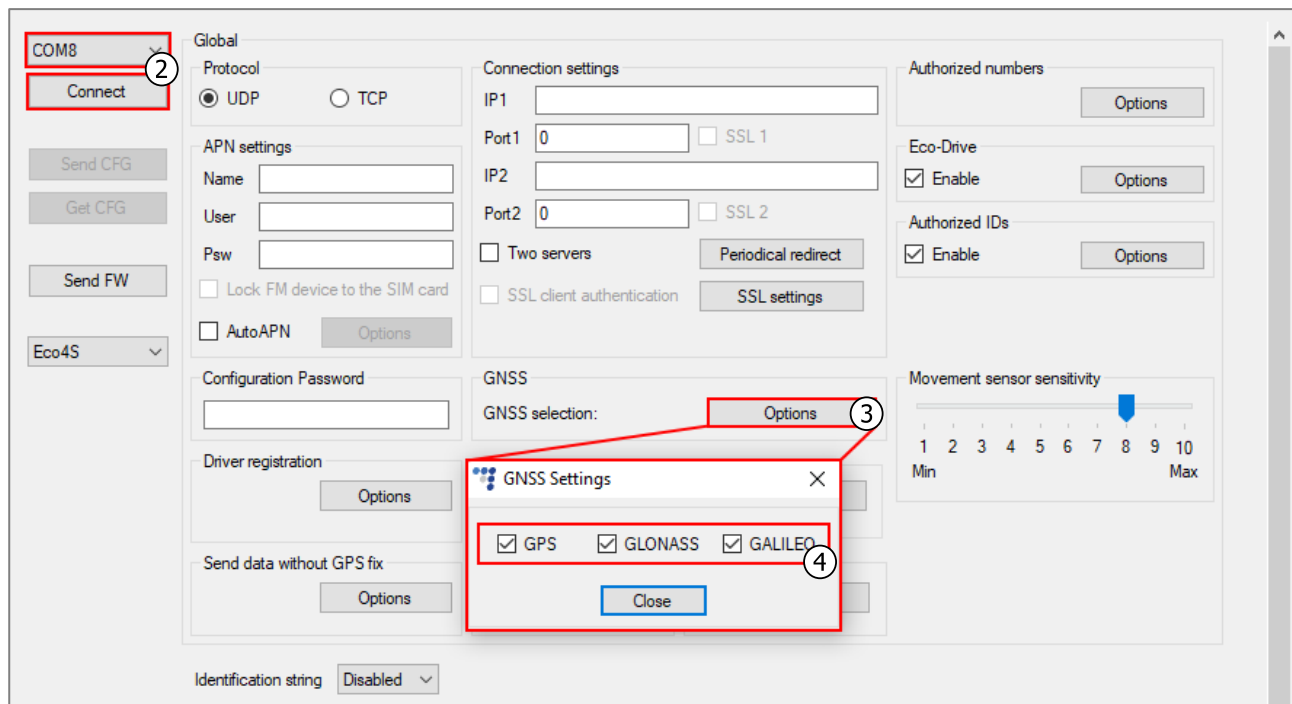 COM8
2
Connect
Send CFG
Get CFG
Send FW
Eco4S
Global
Protocol
UDP TCP
APN settings
Name
User
Psw
Lock FM device to the SIM card
AutoAPN Options
Connection settings
IP1
Port1 0 SSL 1
IP2
Port2 0 SSL 2
Two servers Periodical redirect
SSL client authentication SSL settings
Authorized numbers
Options
Eco-Drive
Enable Options
Authorized IDs
Enable Options
Configuration Password
GNSS
GNSS selection: Options 3
Movement sensor sensitivity
1 2 3 4 5 6 7 8 9 10
Min Max
Driver registration
Options
GNSS Settings
GPS GLONASS GALILEO
4
Close
Send data without GPS fix
Options
Identification string Disabled